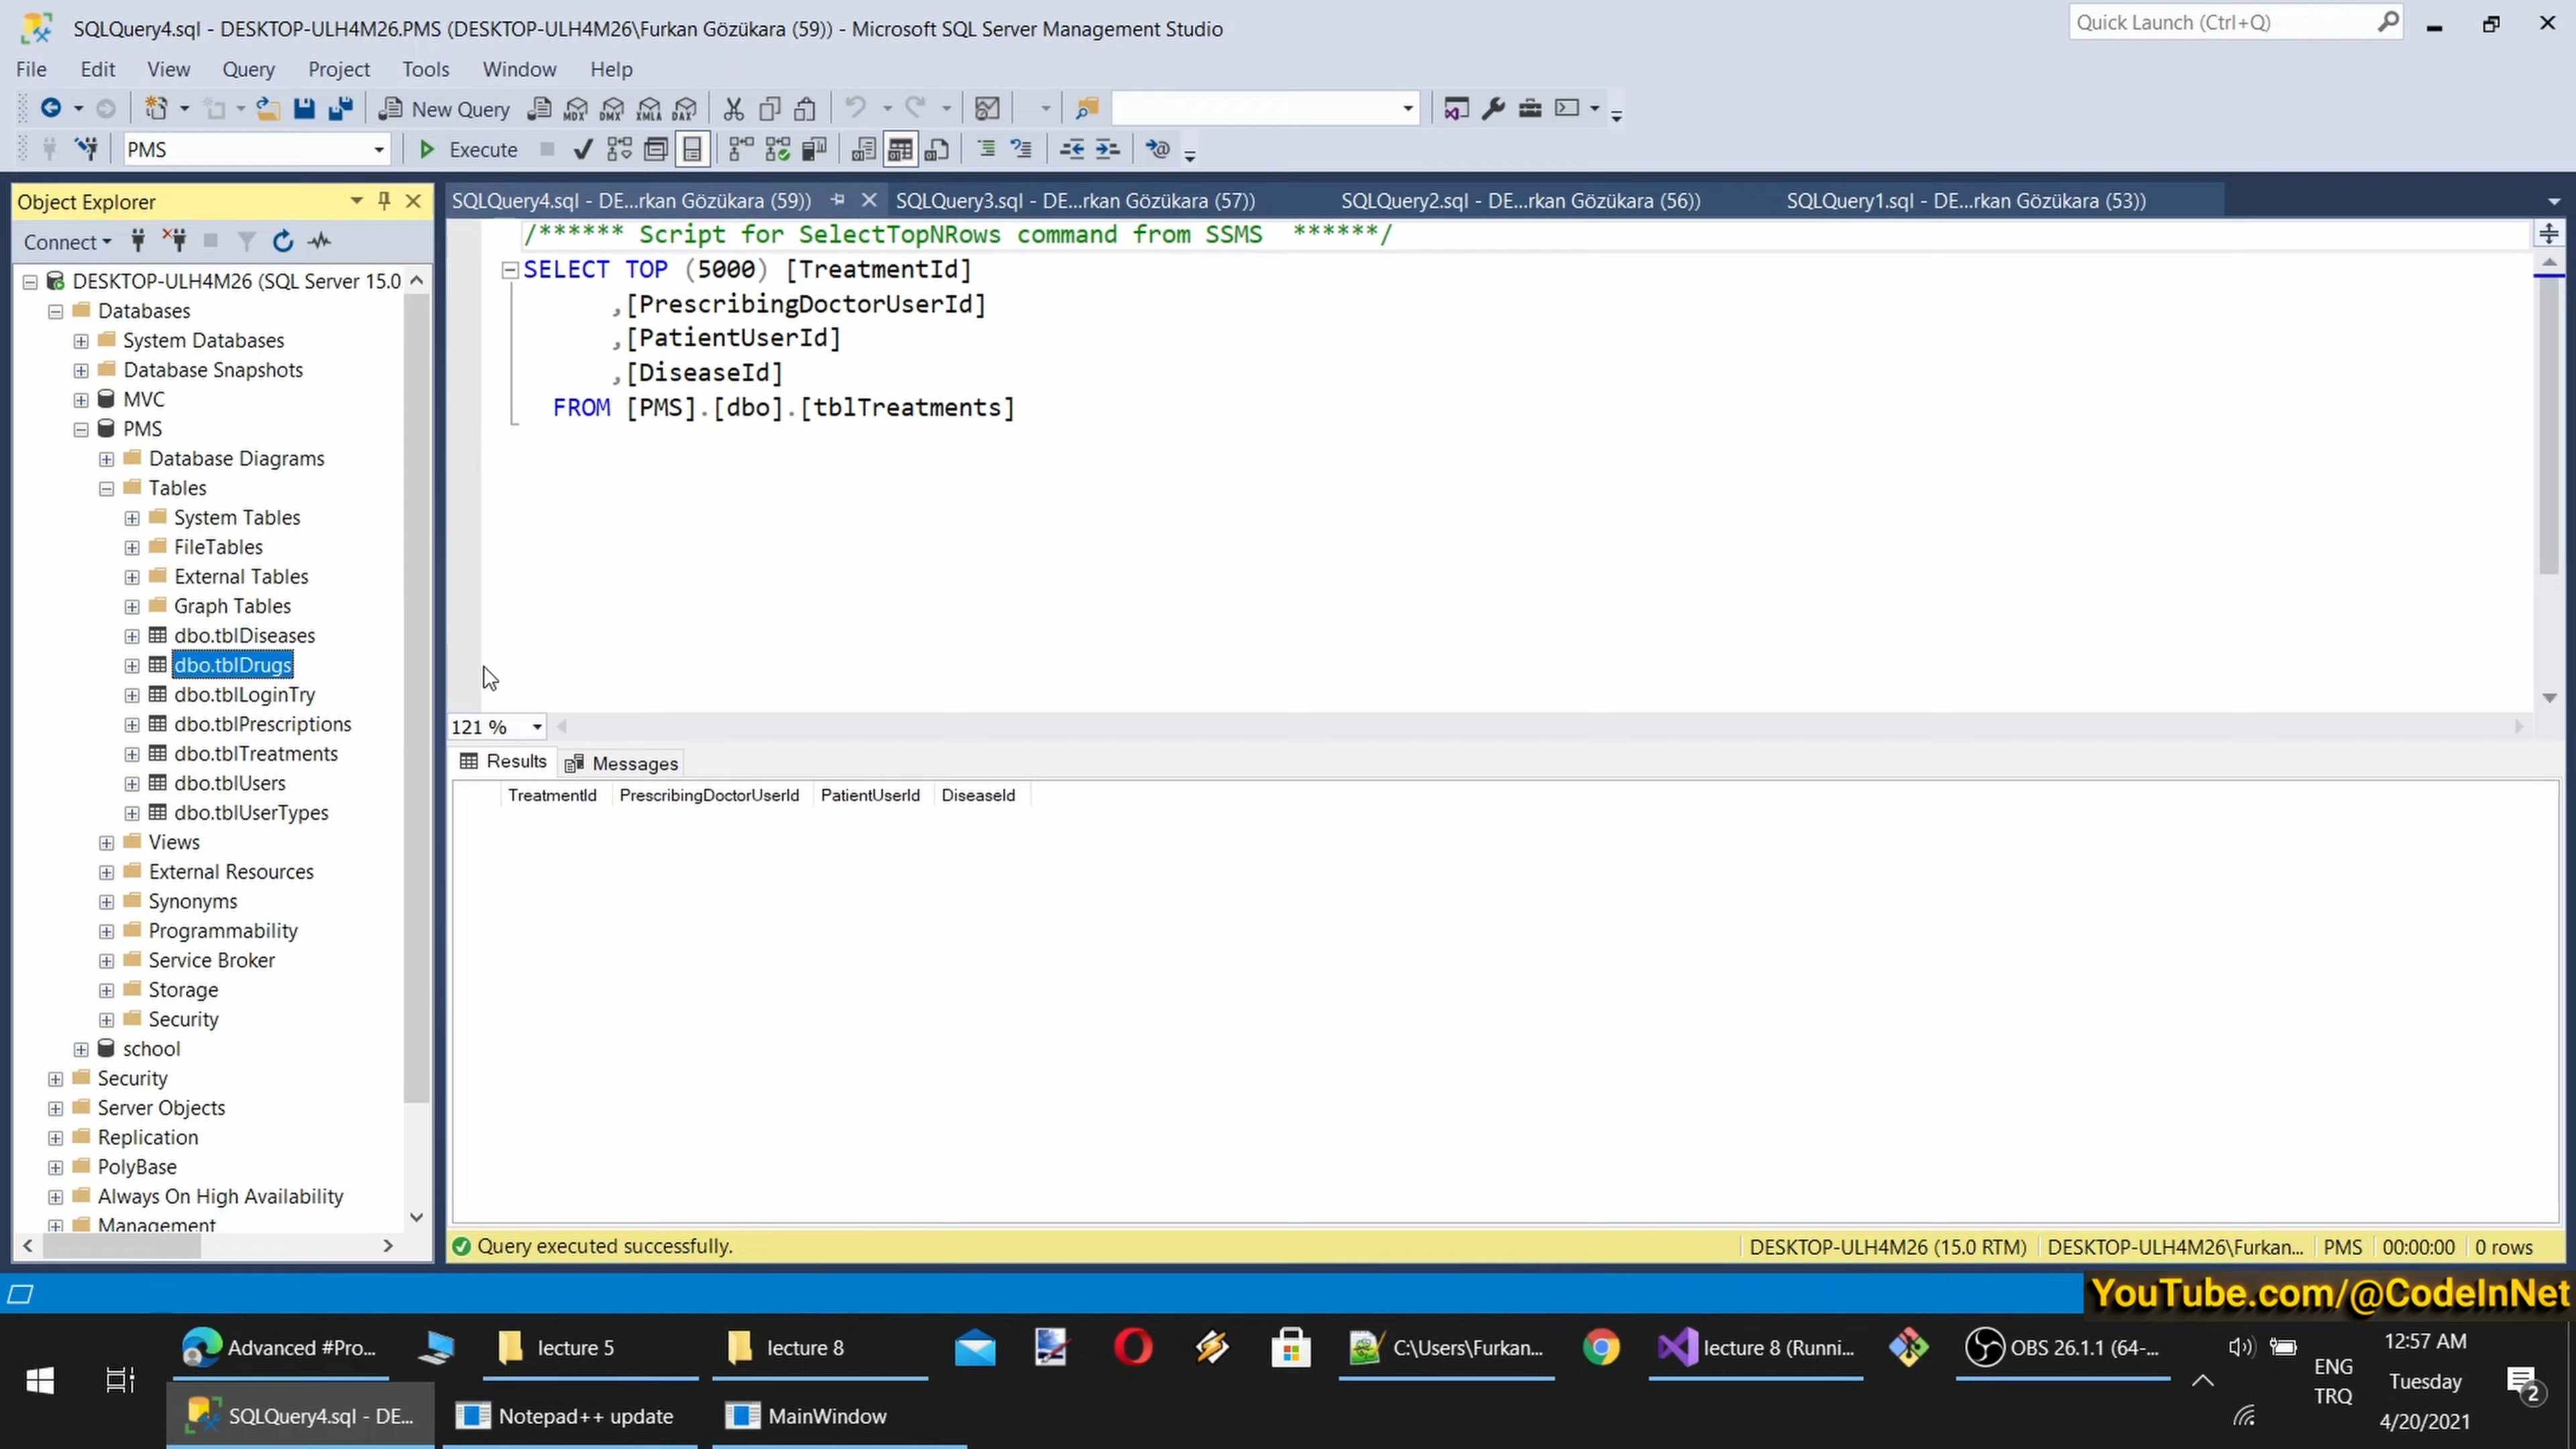 SQLQuery4.sql - DESKTOP-ULH4M26.PMS (DESKTOP-ULH4M26\Furkan Gözükara (59)) - Microsoft SQL Server Management Studio
Quick Launch (Ctrl+Q)
File Edit View Query Project Tools Window Help
New Query MDX DMX XMLA DAX
PMS Execute
Object Explorer
Connect
DESKTOP-ULH4M26 (SQL Server 15.0
Databases
System Databases
Database Snapshots
MVC
PMS
Database Diagrams
Tables
System Tables
FileTables
External Tables
Graph Tables
dbo.tblDiseases
dbo.tblDrugs
dbo.tblLoginTry
dbo.tblPrescriptions
dbo.tblTreatments
dbo.tblUsers
dbo.tblUserTypes
Views
External Resources
Synonyms
Programmability
Service Broker
Storage
Security
school
Security
Server Objects
Replication
PolyBase
Always On High Availability
Management
SQLQuery4.sql - DE...rkan Gözükara (59)) SQLQuery3.sql - DE...rkan Gözükara (57)) SQLQuery2.sql - DE...rkan Gözükara (56)) SQLQuery1.sql - DE...rkan Gözükara (53))
/****** Script for SelectTopNRows command from SSMS ******/
SELECT TOP (5000) [TreatmentId]
,[PrescribingDoctorUserId]
,[PatientUserId]
,[DiseaseId]
FROM [PMS].[dbo].[tblTreatments]
121 %
Results Messages
TreatmentId PrescribingDoctorUserId PatientUserId DiseaseId
Query executed successfully. DESKTOP-ULH4M26 (15.0 RTM) DESKTOP-ULH4M26\Furkan... PMS 00:00:00 0 rows
YouTube.com/@CodeInNet
Advanced #Pro... lecture 5 lecture 8 C:\Users\Furkan... lecture 8 (Runni... OBS 26.1.1 (64-...
SQLQuery4.sql - DE... Notepad++ update MainWindow
ENG
TRQ
12:57 AM
Tuesday
4/20/2021
2